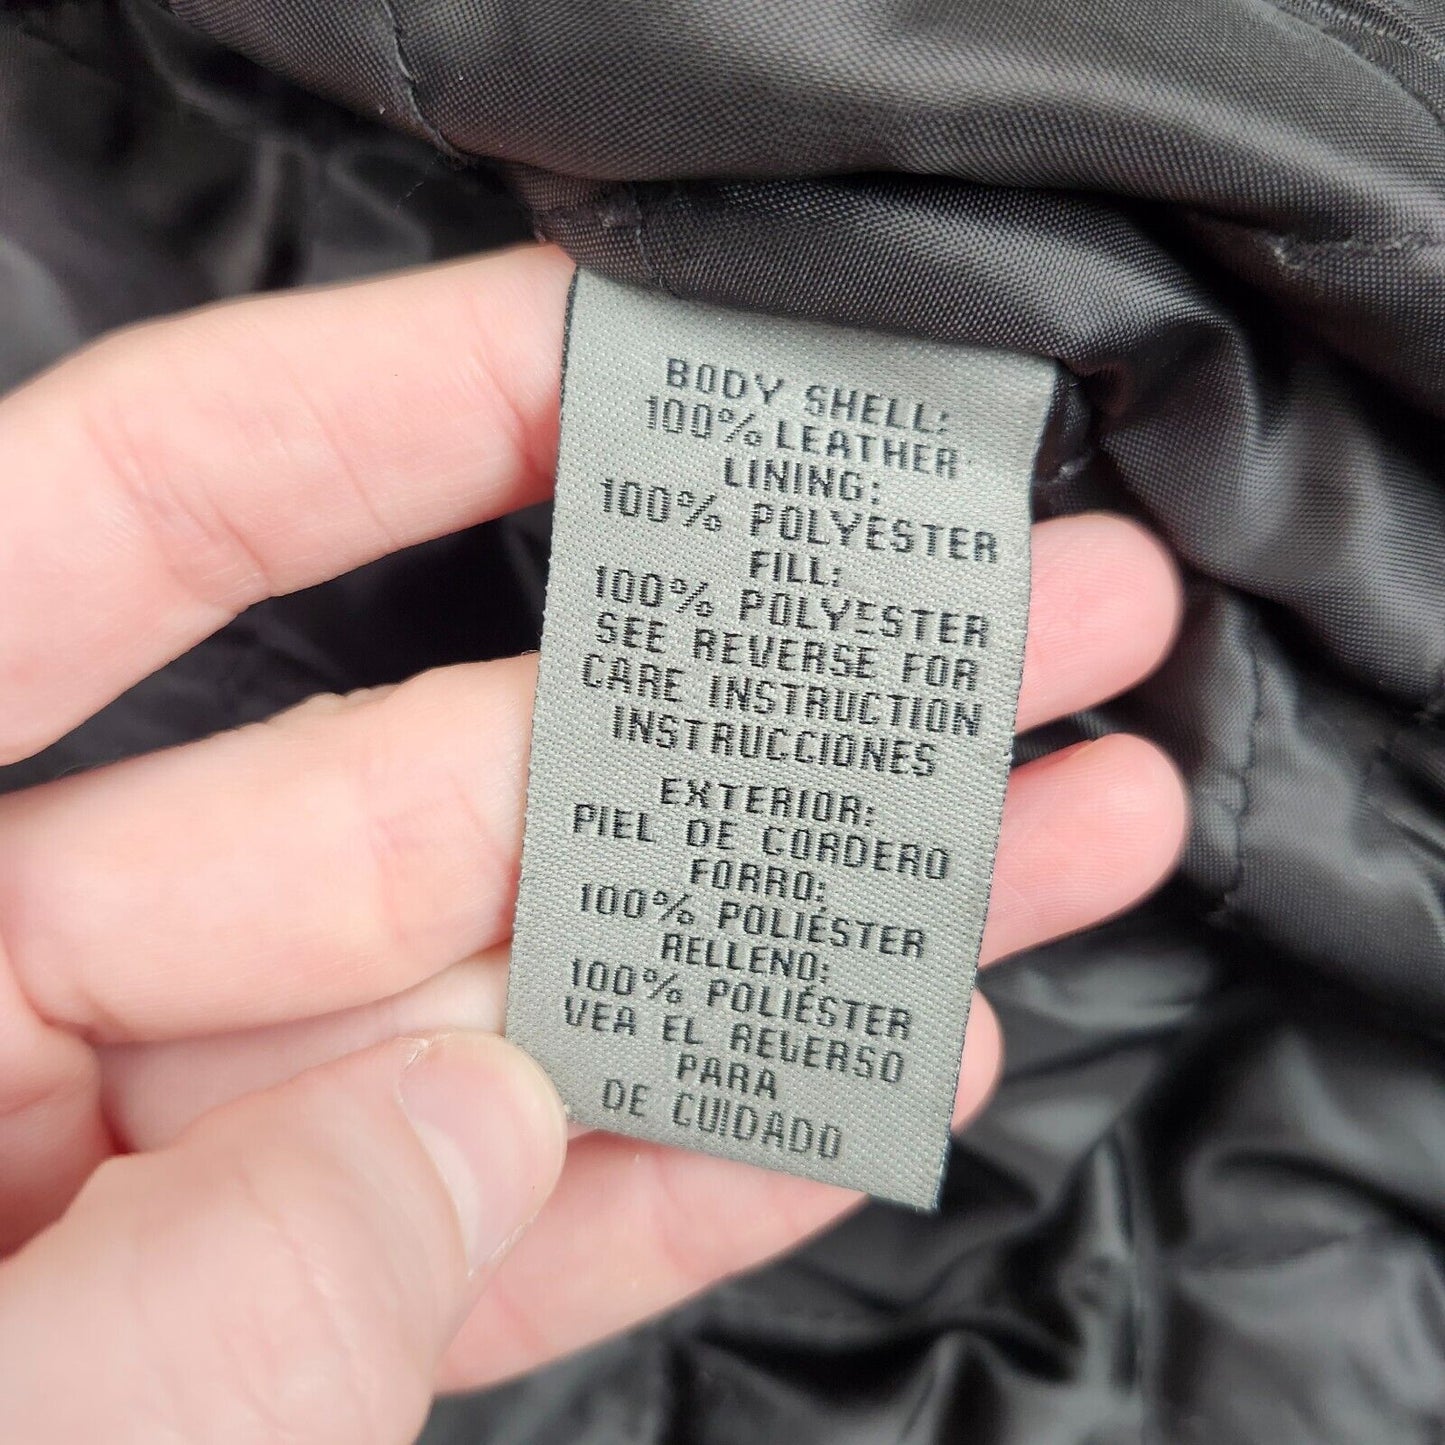 BODY SHELL:
100% LEATHER
LINING:
100% POLYESTER
FILL:
100% POLYESTER
SEE REVERSE FOR
CARE INSTRUCTION
INSTRUCCIONES
EXTERIOR:
PIEL DE CORDERO
FORRO:
100% POLIÉSTER
RELLENO:
100% POLIÉSTER
VEA EL REVERSO
PARA
DE CUIDADO